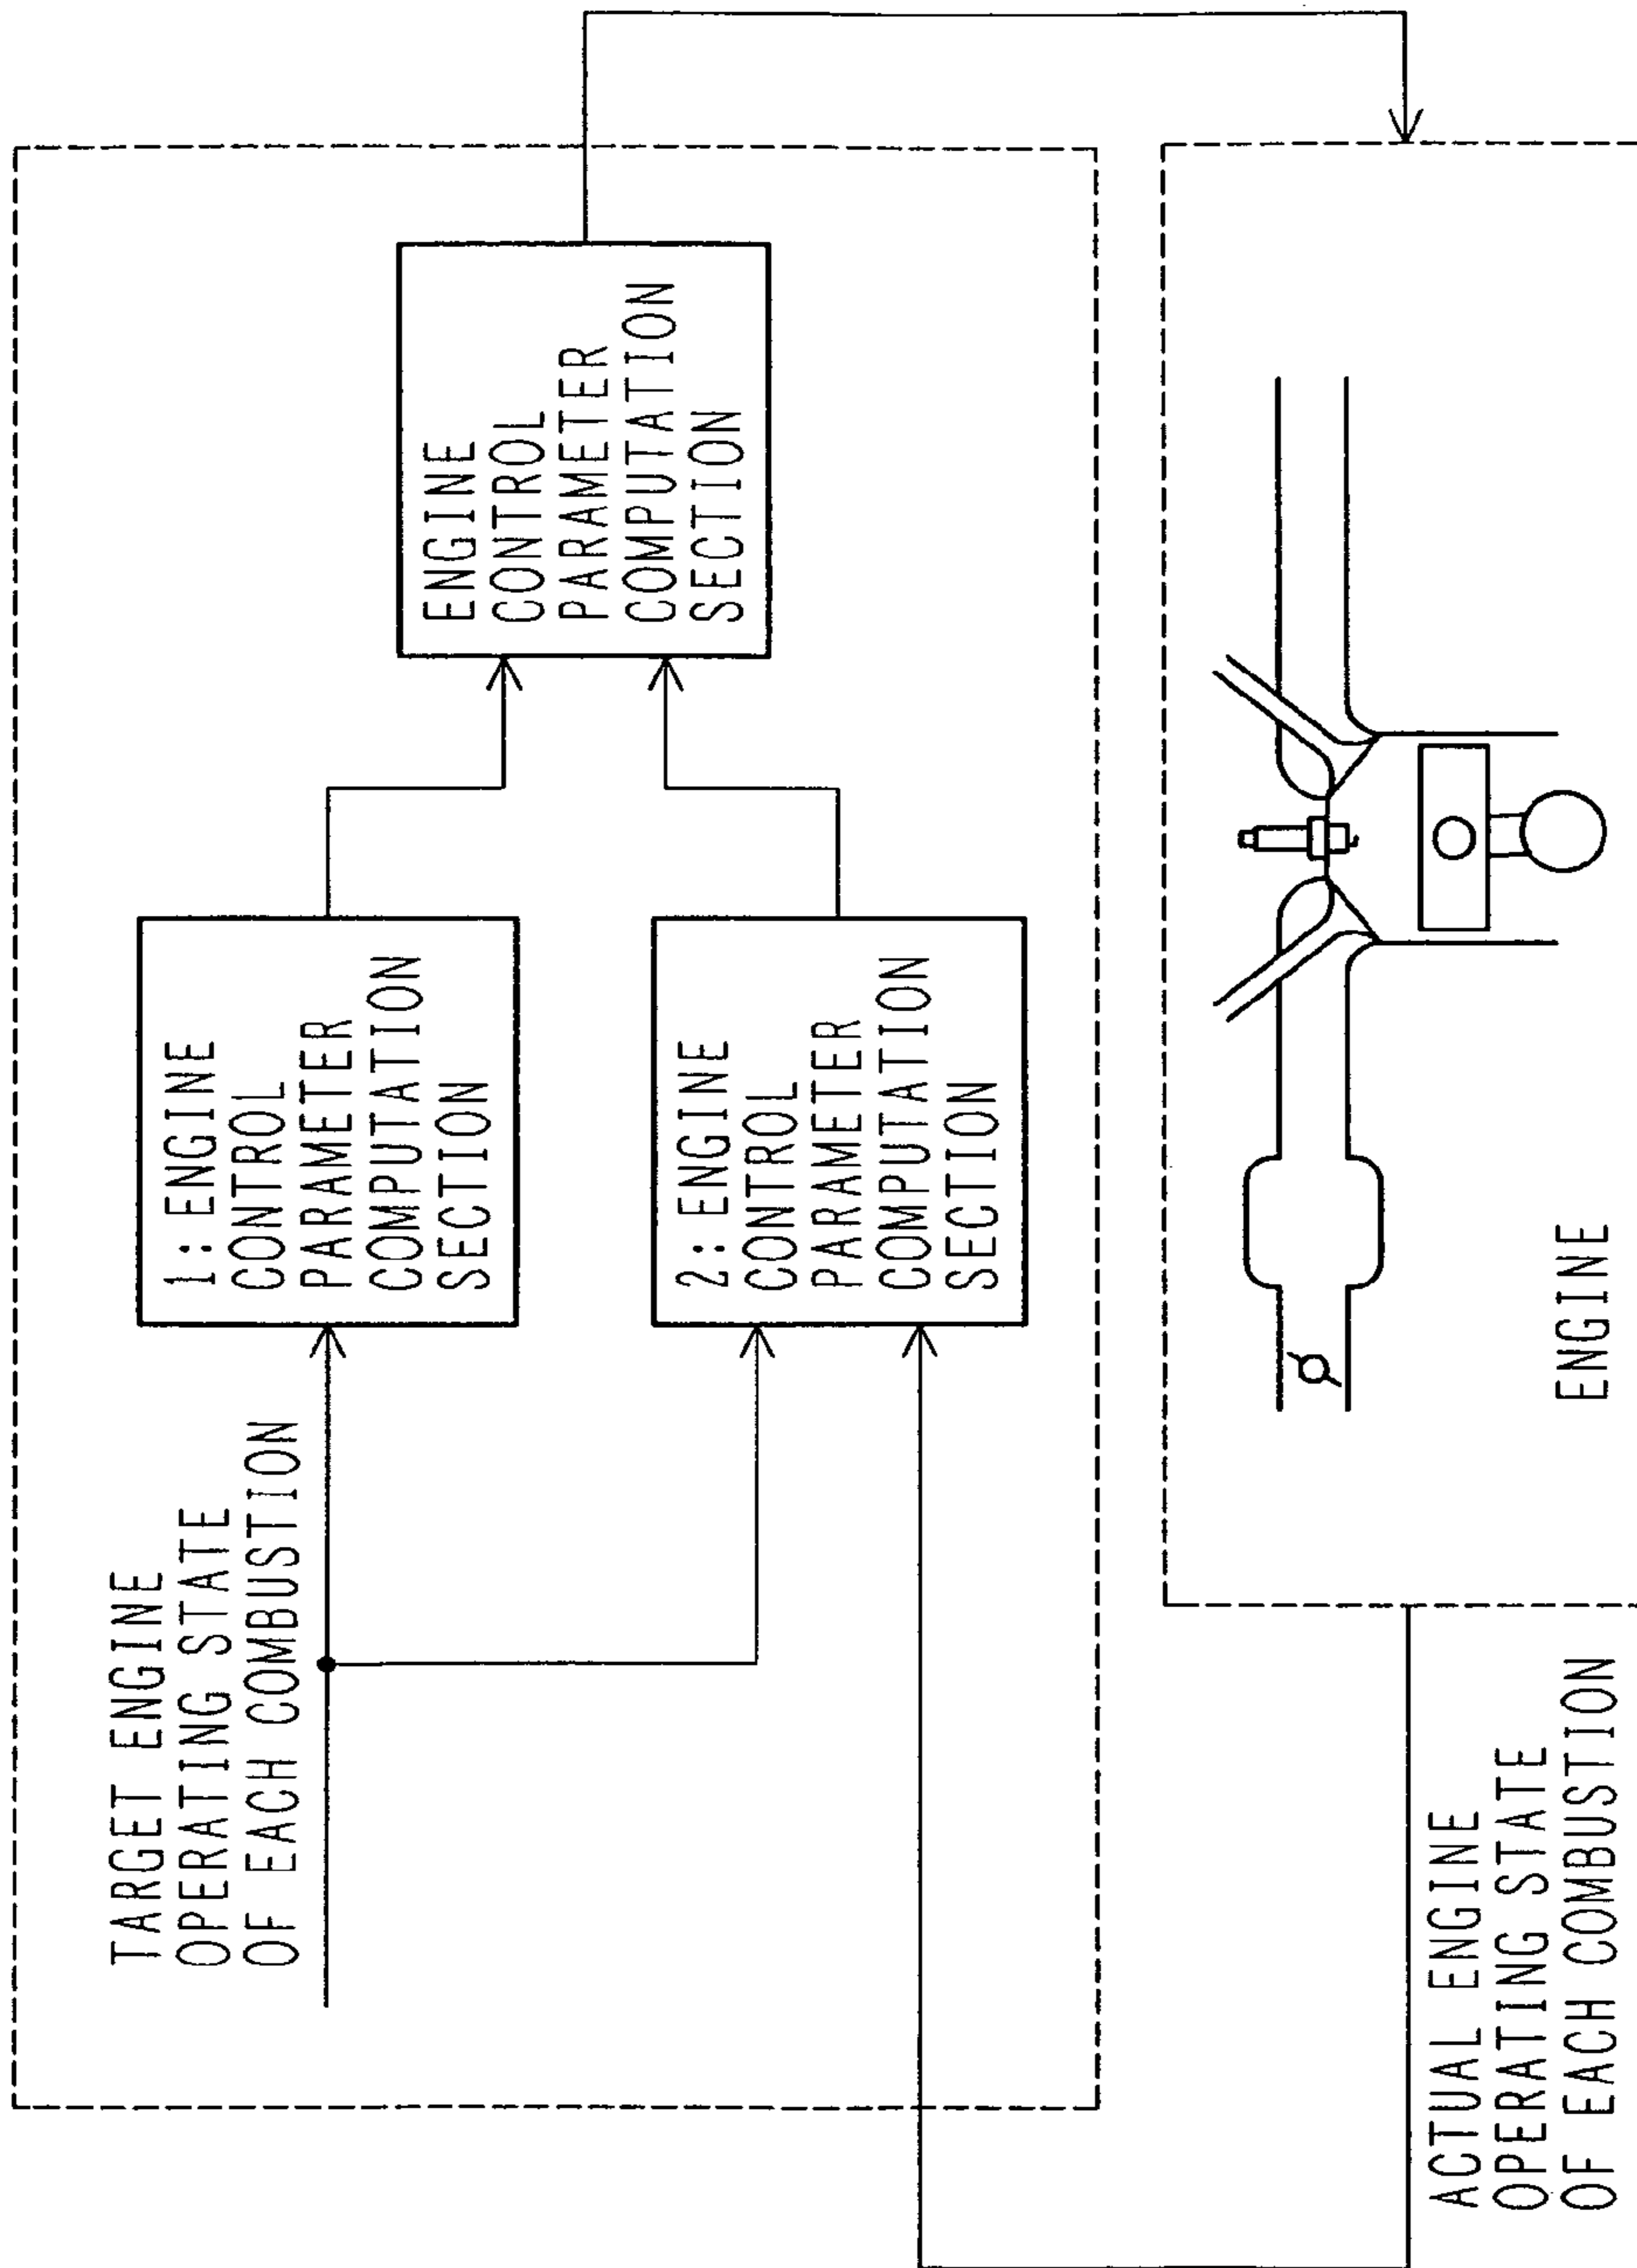 TARGET ENGINE
OPERATING STATE
OF EACH COMBUSTION
1: ENGINE
CONTROL
PARAMETER
COMPUTATION
SECTION
2: ENGINE
CONTROL
PARAMETER
COMPUTATION
SECTION
ENGINE
CONTROL
PARAMETER
COMPUTATION
SECTION
ACTUAL ENGINE
OPERATING STATE
OF EACH COMBUSTION
ENGINE